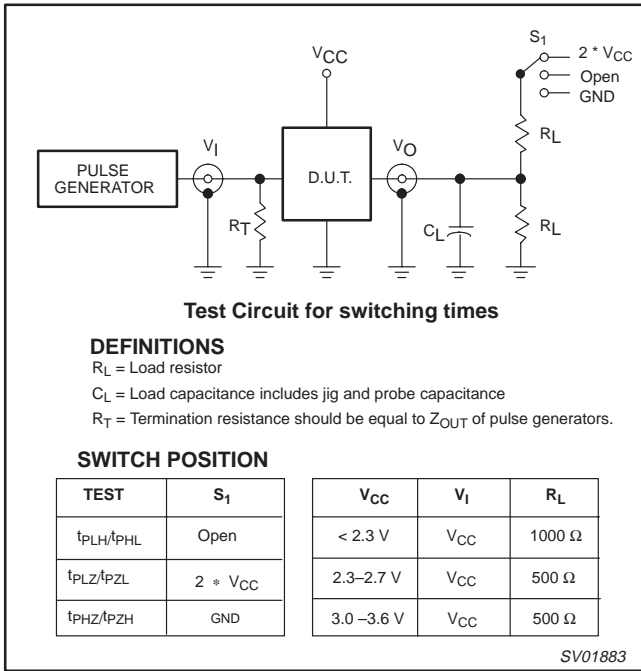 S1
2 * VCC
Open
GND
VCC
RL
VI
VO
PULSE
GENERATOR
D.U.T.
RT
CL
RL
Test Circuit for switching times
DEFINITIONS
RL = Load resistor
CL = Load capacitance includes jig and probe capacitance
RT = Termination resistance should be equal to ZOUT of pulse generators.
SWITCH POSITION
TEST S1
tPLH/tPHL Open
tPLZ/tPZL 2 * VCC
tPHZ/tPZH GND
VCC VI RL
< 2.3 V VCC 1000 Ω
2.3–2.7 V VCC 500 Ω
3.0 –3.6 V VCC 500 Ω
SV01883